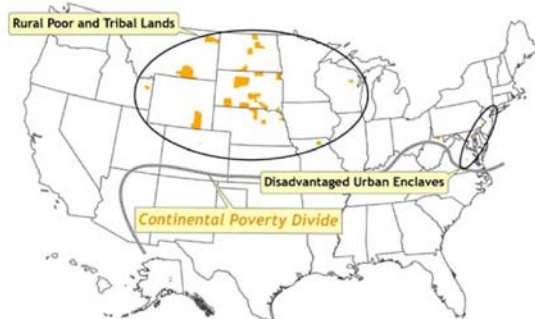 Rural Poor and Tribal Lands
Disadvantaged Urban Enclaves
Continental Poverty Divide